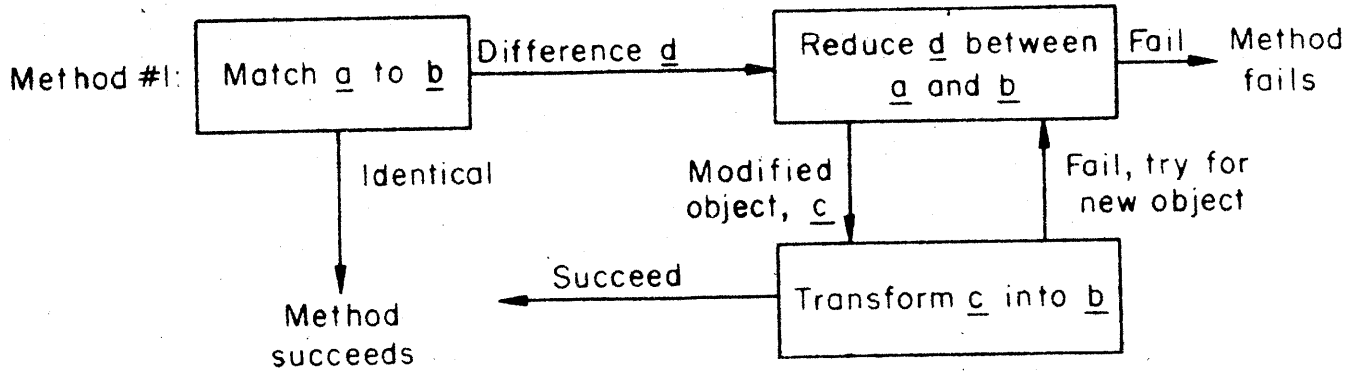 Method #1:
Match a to b
Difference d
Reduce d between
a and b
Fail
Method
fails
Identical
Modified
object, c
Fail, try for
new object
Succeed
Transform c into b
Method
succeeds